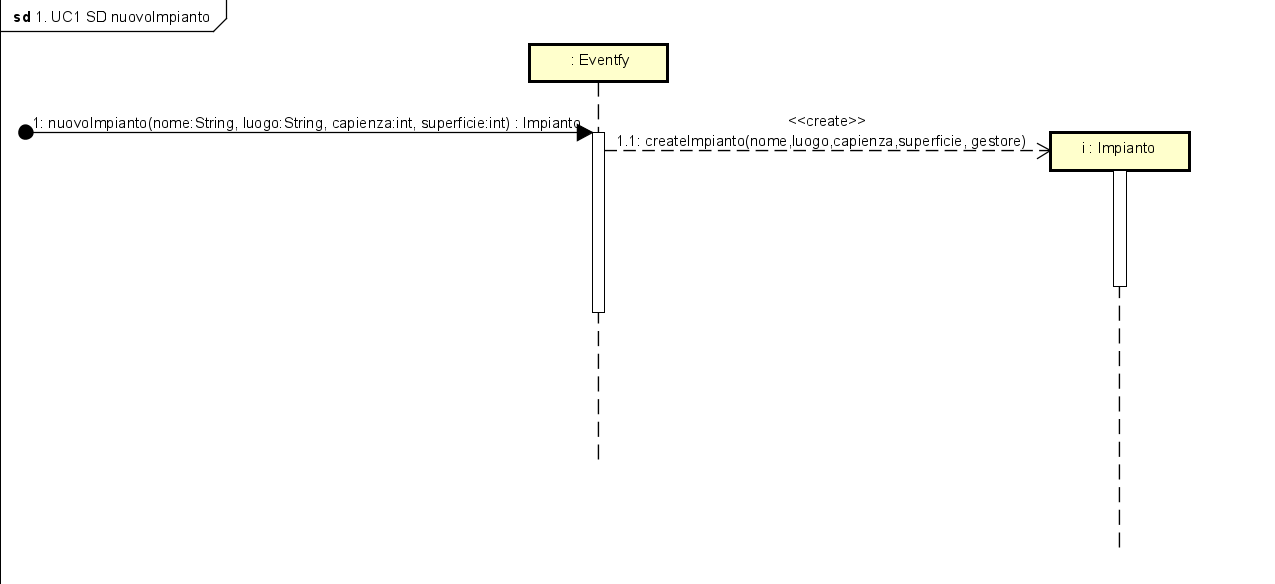 sd 1. UC1 SD nuovoImpianto
: Eventfy
1: nuovoImpianto(nome:String, luogo:String, capienza:int, superficie:int) : Impianto
<<create>>
1.1: createImpianto(nome,luogo,capienza,superficie, gestore)
i : Impianto